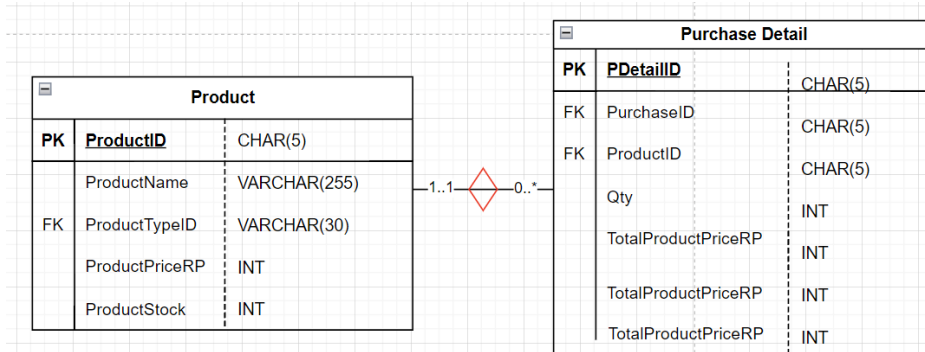 Product
PK ProductID CHAR(5)
ProductName VARCHAR(255)
FK ProductTypeID VARCHAR(30)
ProductPriceRP INT
ProductStock INT
1..1 0..*
Purchase Detail
PK PDetailID CHAR(5)
FK PurchaseID CHAR(5)
FK ProductID CHAR(5)
Qty INT
TotalProductPriceRP INT
TotalProductPriceRP INT
TotalProductPriceRP INT